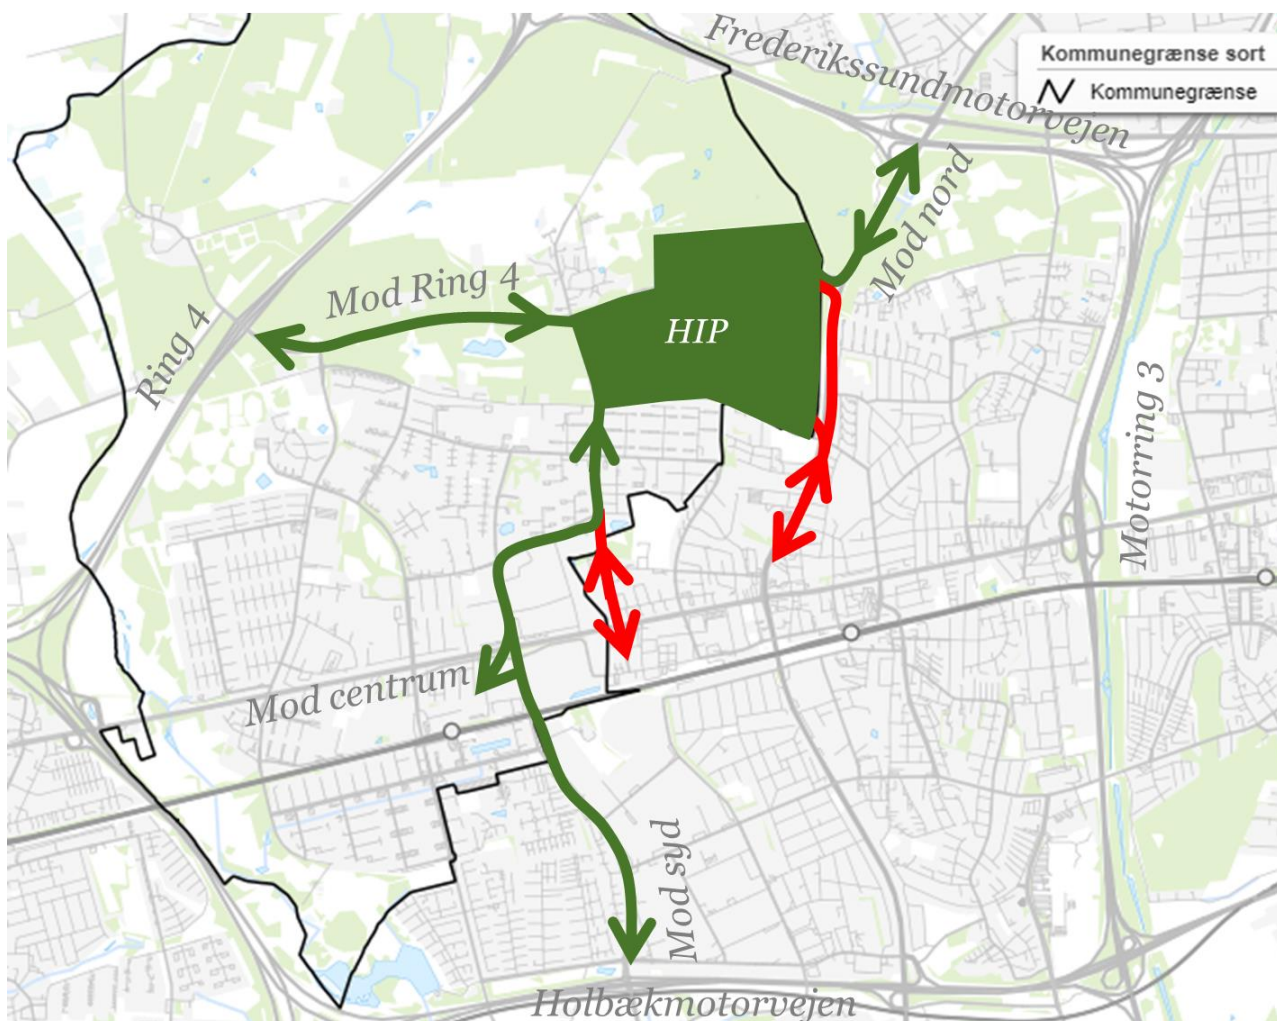 Frederikssundmotorvejen
Kommunegrænse sort
Kommunegrænse
Mod nord
Mod Ring 4
HIP
Ring 4
Motorring 3
Mod centrum
Mod syd
Holbækmotorvejen